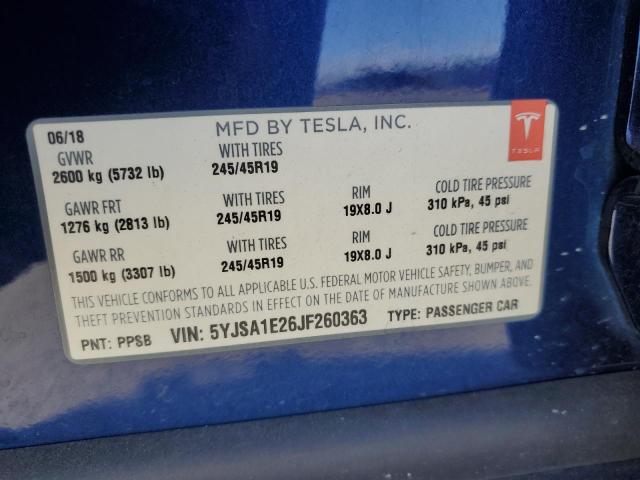 06/18 MFD BY TESLA, INC.
GVWR WITH TIRES
2600 kg (5732 lb) 245/45R19
GAWR FRT WITH TIRES RIM COLD TIRE PRESSURE
1276 kg (2813 lb) 245/45R19 19X8.0 J 310 kPa, 45 psi
GAWR RR WITH TIRES RIM COLD TIRE PRESSURE
1500 kg (3307 lb) 245/45R19 19X8.0 J 310 kPa, 45 psi
THIS VEHICLE CONFORMS TO ALL APPLICABLE U.S. FEDERAL MOTOR VEHICLE SAFETY, BUMPER, AND
THEFT PREVENTION STANDARDS IN EFFECT ON THE DATE OF MANUFACTURE SHOWN ABOVE.
PNT: PPSB VIN: 5YJSA1E26JF260363 TYPE: PASSENGER CAR
TESLA